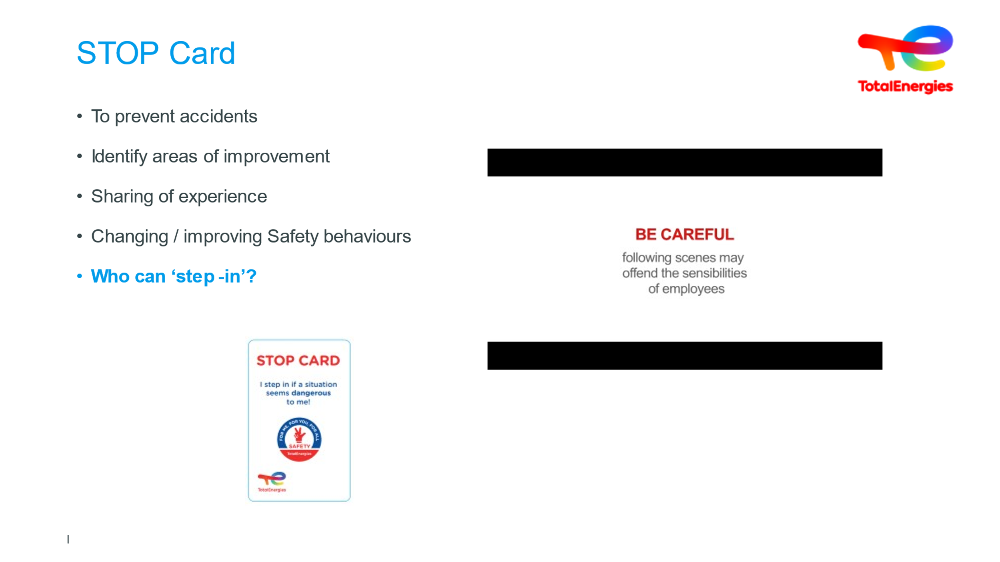 STOP Card
TotalEnergies
• To prevent accidents
• Identify areas of improvement
• Sharing of experience
• Changing / improving Safety behaviours
• Who can ‘step -in’?
BE CAREFUL
following scenes may
offend the sensibilities
of employees
STOP CARD
I step in if a situation
seems dangerous
to me!
FOR ME, FOR YOU, FOR ALL
SAFETY
TotalEnergies
TotalEnergies
|